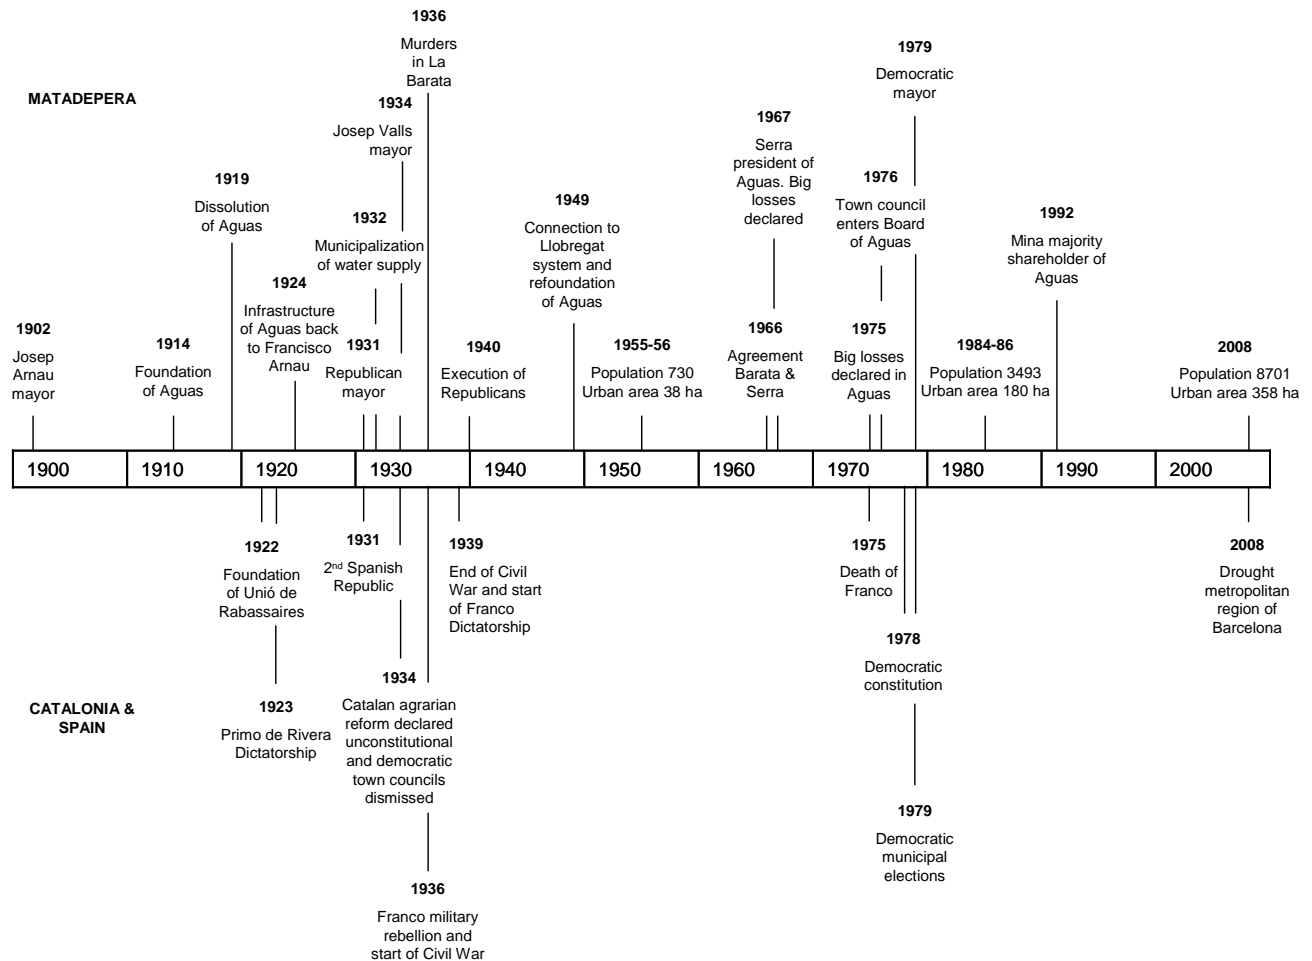 MATADEPERA
1902
Josep
Arnau
mayor
1914
Foundation
of Aguas
1919
Dissolution
of Aguas
1924
Infrastructure
of Aguas back
to Francisco
Arnau
1931
Republican
mayor
1932
Municipalization
of water supply
1934
Josep Valls
mayor
1936
Murders
in La
Barata
1940
Execution of
Republicans
1949
Connection to
Llobregat
system and
refoundation
of Aguas
1955-56
Population 730
Urban area 38 ha
1966
Agreement
Barata &
Serra
1967
Serra
president of
Aguas. Big
losses
declared
1975
Big losses
declared in
Aguas
1976
Town council
enters Board
of Aguas
1979
Democratic
mayor
1984-86
Population 3493
Urban area 180 ha
1992
Mina majority
shareholder of
Aguas
2008
Population 8701
Urban area 358 ha
1900 1910 1920 1930 1940 1950 1960 1970 1980 1990 2000
CATALONIA &
SPAIN
1922
Foundation
of Unió de
Rabassaires
1923
Primo de Rivera
Dictatorship
1931
2nd Spanish
Republic
1934
Catalan agrarian
reform declared
unconstitutional
and democratic
town councils
dismissed
1936
Franco military
rebellion and
start of Civil War
1939
End of Civil
War and start
of Franco
Dictatorship
1975
Death of
Franco
1978
Democratic
constitution
1979
Democratic
municipal
elections
2008
Drought
metropolitan
region of
Barcelona